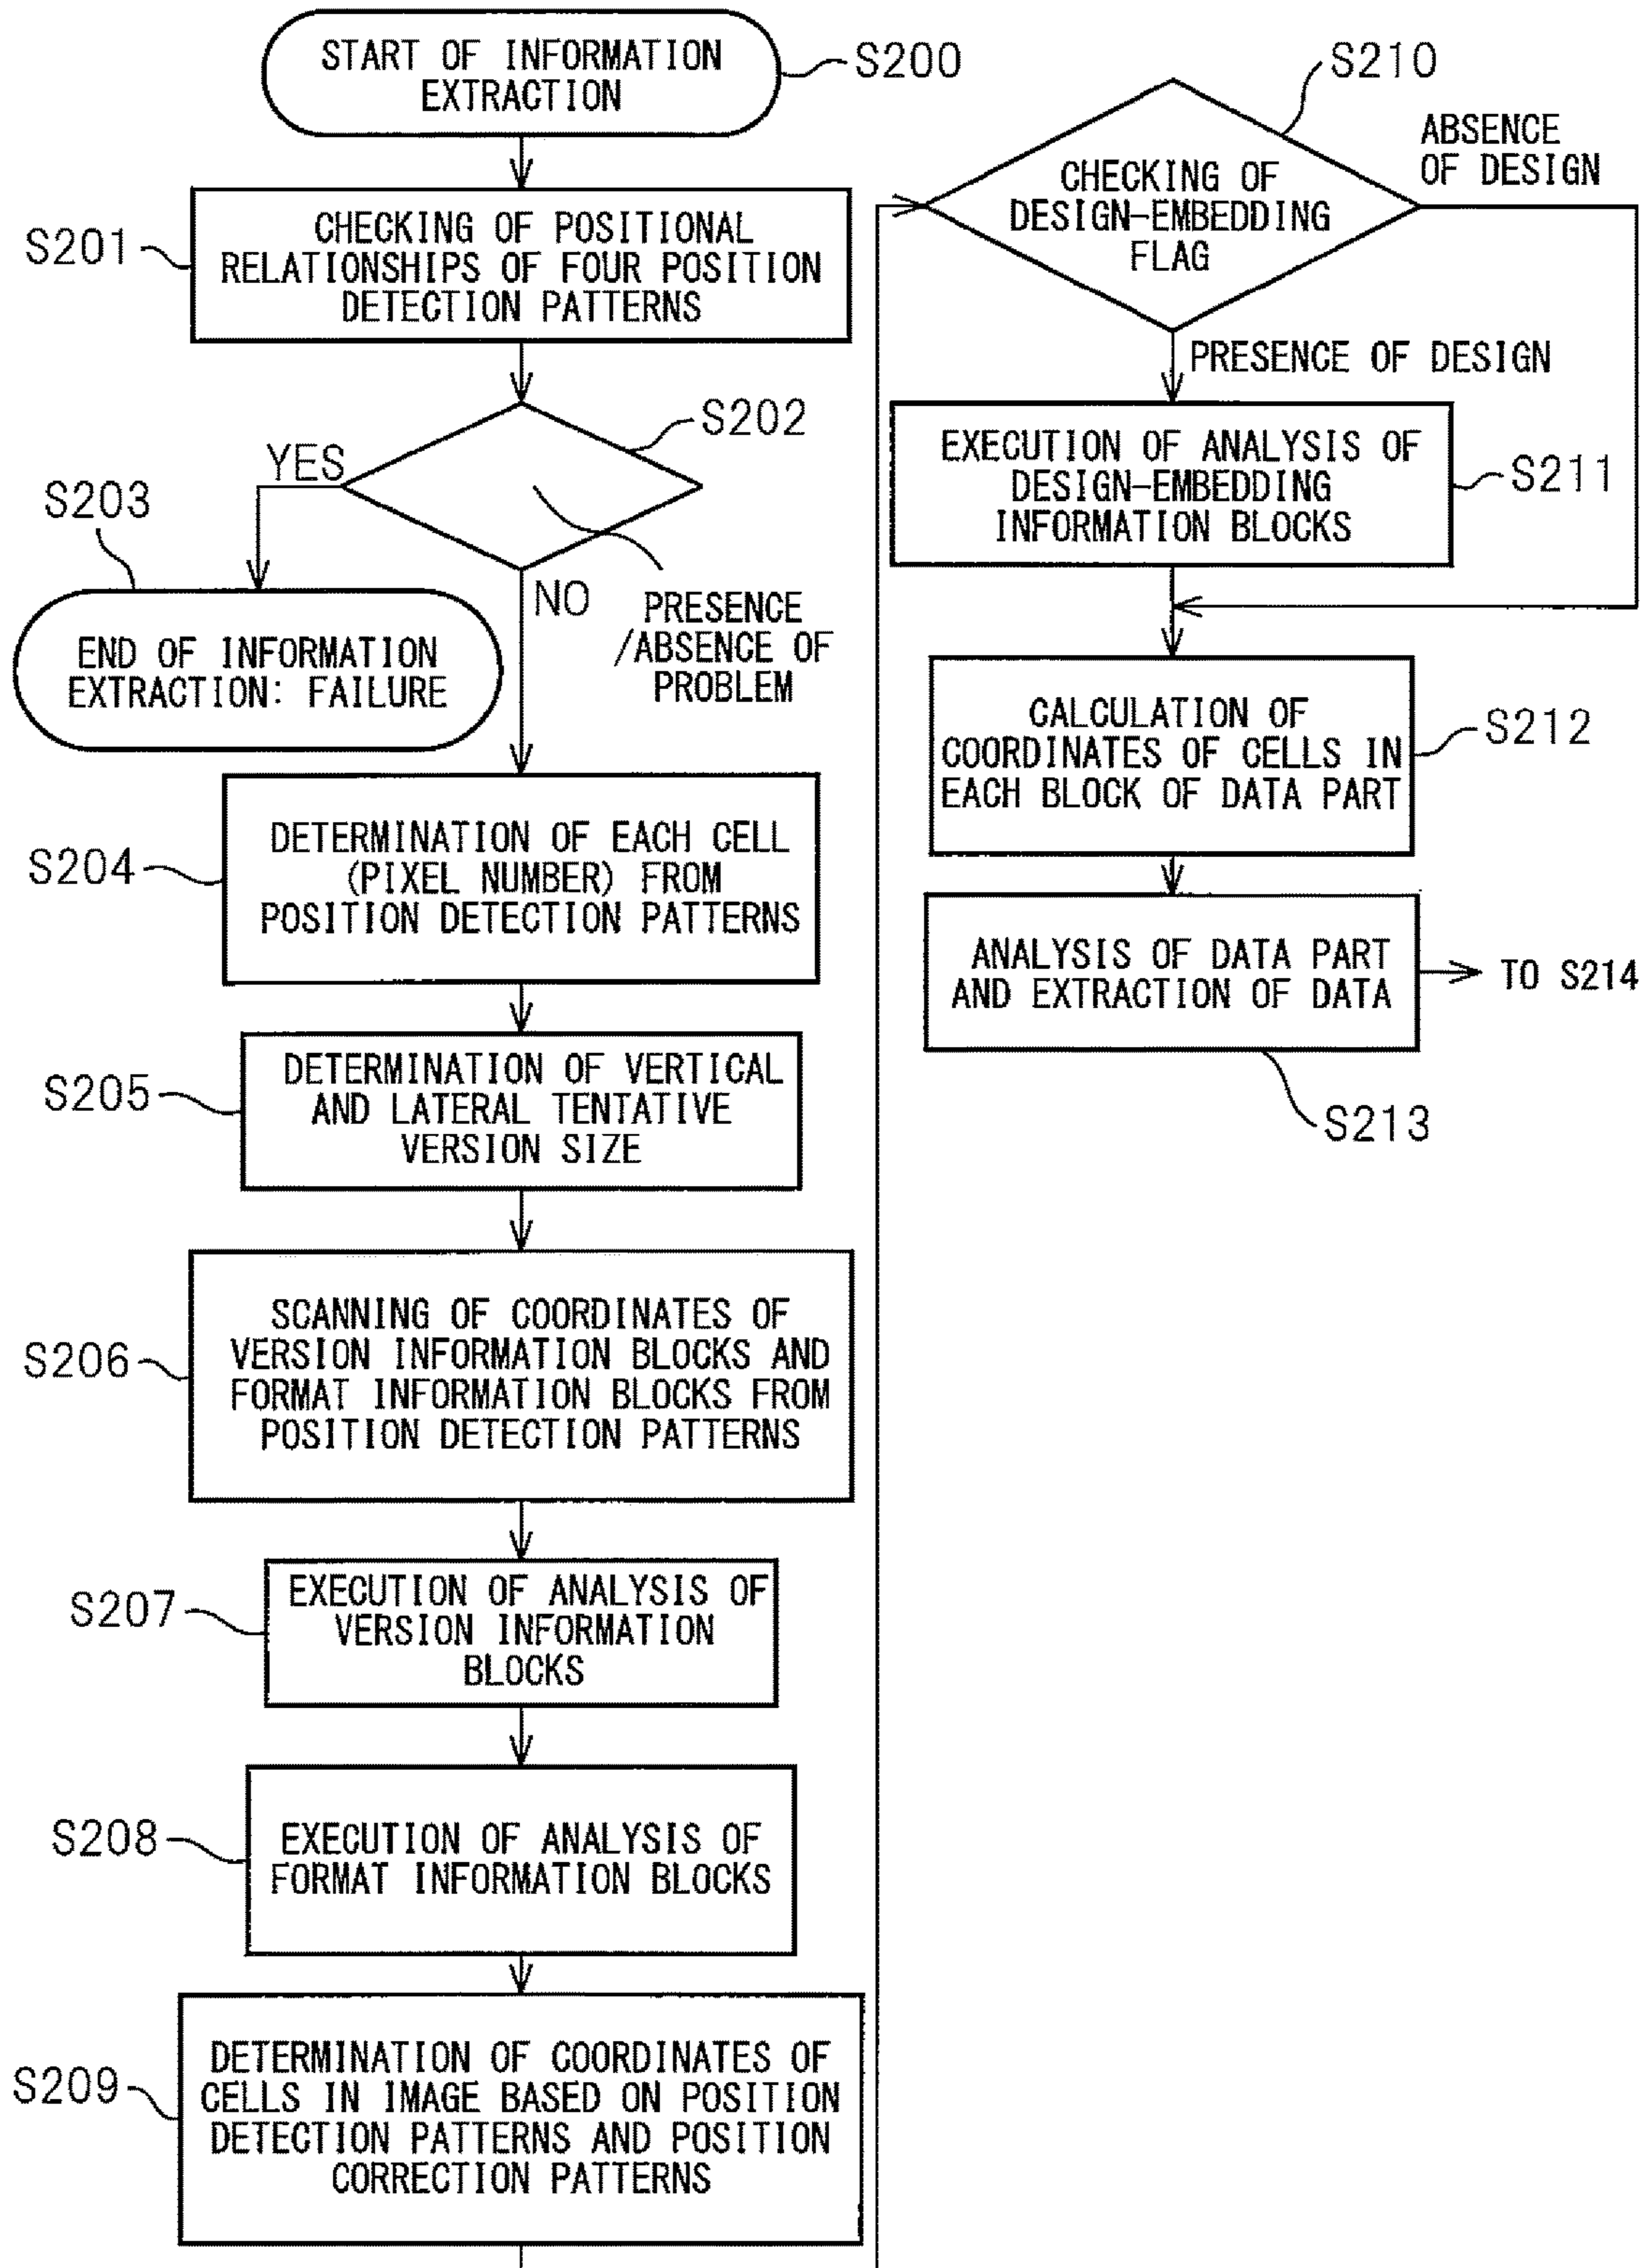 START OF INFORMATION
EXTRACTION
S200
S201
CHECKING OF POSITIONAL
RELATIONSHIPS OF FOUR POSITION
DETECTION PATTERNS
S202
YES
NO
PRESENCE
/ABSENCE OF
PROBLEM
S203
END OF INFORMATION
EXTRACTION: FAILURE
S204
DETERMINATION OF EACH CELL
(PIXEL NUMBER) FROM
POSITION DETECTION PATTERNS
S205
DETERMINATION OF VERTICAL
AND LATERAL TENTATIVE
VERSION SIZE
S206
SCANNING OF COORDINATES OF
VERSION INFORMATION BLOCKS AND
FORMAT INFORMATION BLOCKS FROM
POSITION DETECTION PATTERNS
S207
EXECUTION OF ANALYSIS OF
VERSION INFORMATION
BLOCKS
S208
EXECUTION OF ANALYSIS OF
FORMAT INFORMATION BLOCKS
S209
DETERMINATION OF COORDINATES OF
CELLS IN IMAGE BASED ON POSITION
DETECTION PATTERNS AND POSITION
CORRECTION PATTERNS
S210
CHECKING OF
DESIGN-EMBEDDING
FLAG
ABSENCE
OF DESIGN
PRESENCE OF DESIGN
EXECUTION OF ANALYSIS OF
DESIGN-EMBEDDING
INFORMATION BLOCKS
S211
CALCULATION OF
COORDINATES OF CELLS IN
EACH BLOCK OF DATA PART
S212
ANALYSIS OF DATA PART
AND EXTRACTION OF DATA
TO S214
S213